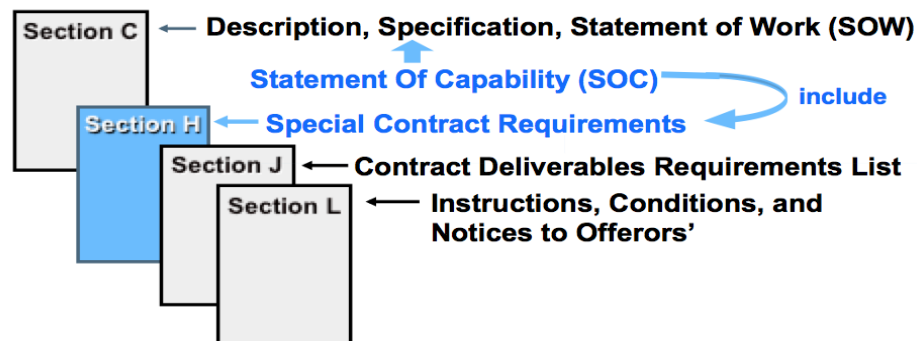 Section C
Description, Specification, Statement of Work (SOW)
Statement Of Capability (SOC)
include
Section H
Special Contract Requirements
Section J
Contract Deliverables Requirements List
Section L
Instructions, Conditions, and
Notices to Offerors’